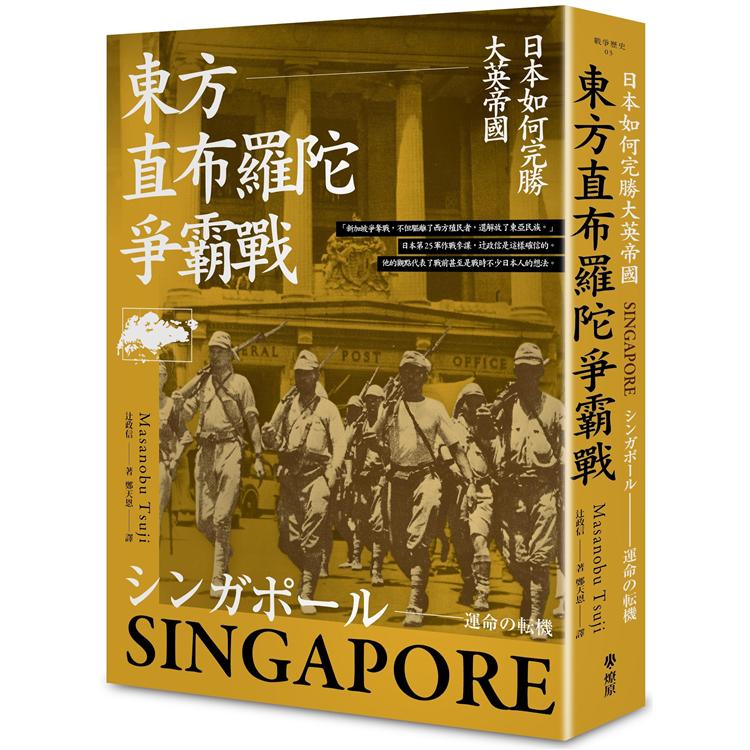 東方
直布羅陀
爭霸戰
日本如何完勝
大英帝國
「新加坡爭奪戰,不但驅離了西方殖民者,還解放了東亞民族。」
日本第25軍作戰參謀,辻政信是這樣確信的。
他的觀點代表了戰前甚至是戰時不少日本人的想法。
GENERAL POST OFFICE
Masanobu Tsuji
辻政信——著 鄭天恩——譯
シンガポール——運命の転機
SINGAPORE
戰爭歷史
05
日本如何完勝大英帝國
東方直布羅陀爭霸戰
SINGAPORE シンガポール——運命の転機
Masanobu Tsuji
辻政信——著 鄭天恩——譯
燎原